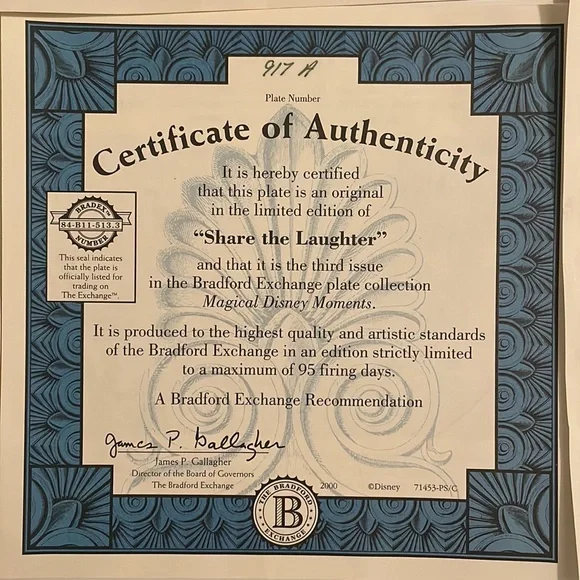 917 A
Plate Number
Certificate of Authenticity
It is hereby certified
that this plate is an original
in the limited edition of
“Share the Laughter”
and that it is the third issue
in the Bradford Exchange plate collection
Magical Disney Moments.
BRADEX™
84-B11-513.3
NUMBER
This seal indicates
that the plate is
officially listed for
trading on
The Exchange™.
It is produced to the highest quality and artistic standards
of the Bradford Exchange in an edition strictly limited
to a maximum of 95 firing days.
A Bradford Exchange Recommendation
James P. Gallagher
James P. Gallagher
Director of the Board of Governors
The Bradford Exchange
THE BRADFORD
B
EXCHANGE
2000 ©Disney 71453-PS/C